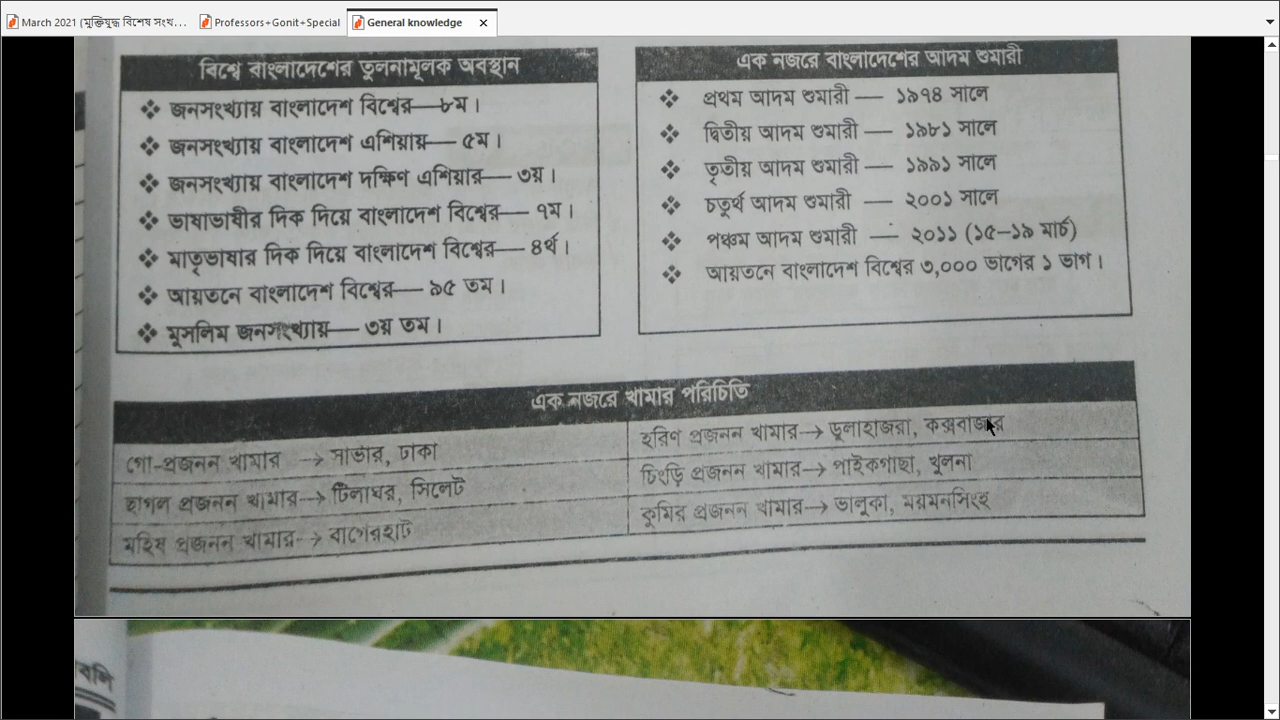 March 2021 (মুক্তিযুদ্ধ বিশেষ সংখ...
Professors+Gonit+Special
General knowledge
বিশ্বে বাংলাদেশের তুলনামূলক অবস্থান
❖ জনসংখ্যায় বাংলাদেশ বিশ্বের—৮ম।
❖ জনসংখ্যায় বাংলাদেশ এশিয়ায়— ৫ম।
❖ জনসংখ্যায় বাংলাদেশ দক্ষিণ এশিয়ার— ৩য়।
❖ ভাষাভাষীর দিক দিয়ে বাংলাদেশ বিশ্বের— ৭ম।
❖ মাতৃভাষার দিক দিয়ে বাংলাদেশ বিশ্বের— ৪র্থ।
❖ আয়তনে বাংলাদেশ বিশ্বের— ৯৫ তম।
❖ মুসলিম জনসংখ্যায়— ৩য় তম।
এক নজরে বাংলাদেশের আদম শুমারী
❖ প্রথম আদম শুমারী — ১৯৭৪ সালে
❖ দ্বিতীয় আদম শুমারী — ১৯৮১ সালে
❖ তৃতীয় আদম শুমারী — ১৯৯১ সালে
❖ চতুর্থ আদম শুমারী — ২০০১ সালে
❖ পঞ্চম আদম শুমারী — ২০১১ (১৫–১৯ মার্চ)
❖ আয়তনে বাংলাদেশ বিশ্বের ৩,০০০ ভাগের ১ ভাগ।
এক নজরে খামার পরিচিতি
গো-প্রজনন খামার → সাভার, ঢাকা
ছাগল প্রজনন খামার→ টিলাঘর, সিলেট
মহিষ প্রজনন খামার→ বাগেরহাট
হরিণ প্রজনন খামার→ ডুলাহাজরা, কক্সবাজার
চিংড়ি প্রজনন খামার→ পাইকগাছা, খুলনা
কুমির প্রজনন খামার→ ভালুকা, ময়মনসিংহ